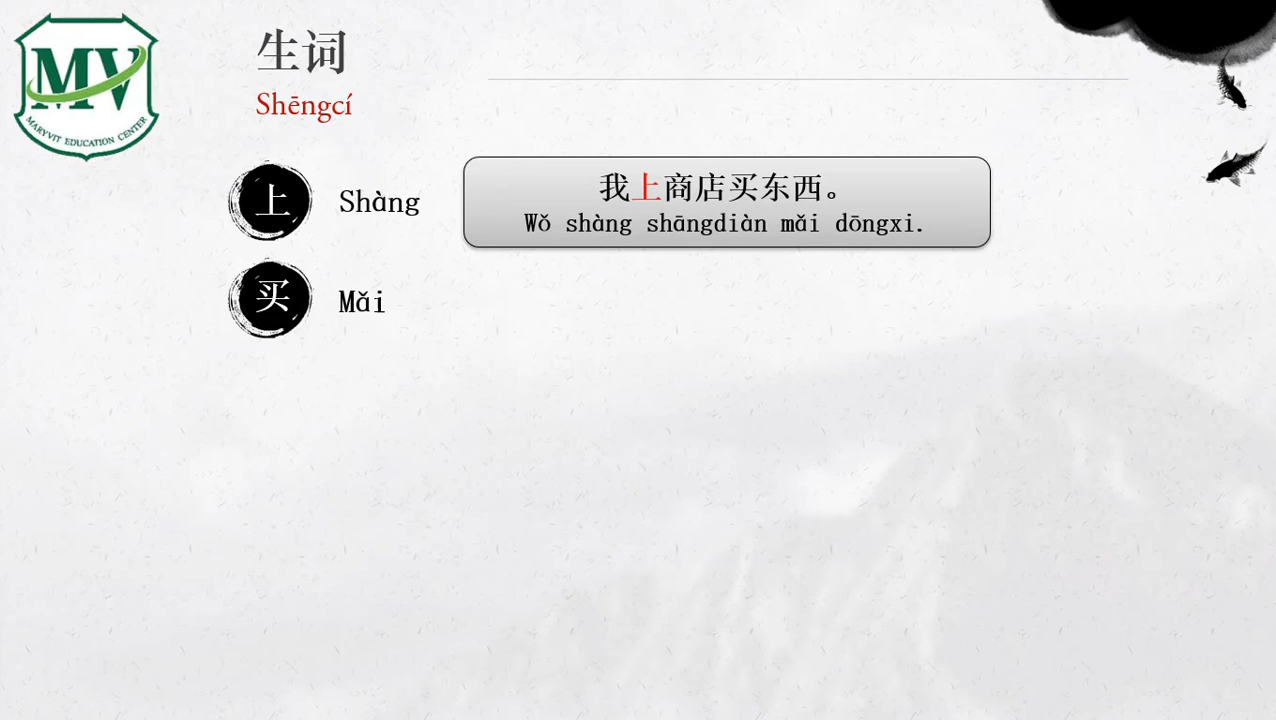 MV
MARYVIT EDUCATION CENTER
生词
Shēngcí
上
Shàng
我上商店买东西。
Wǒ shàng shāngdiàn mǎi dōngxi.
买
Mǎi